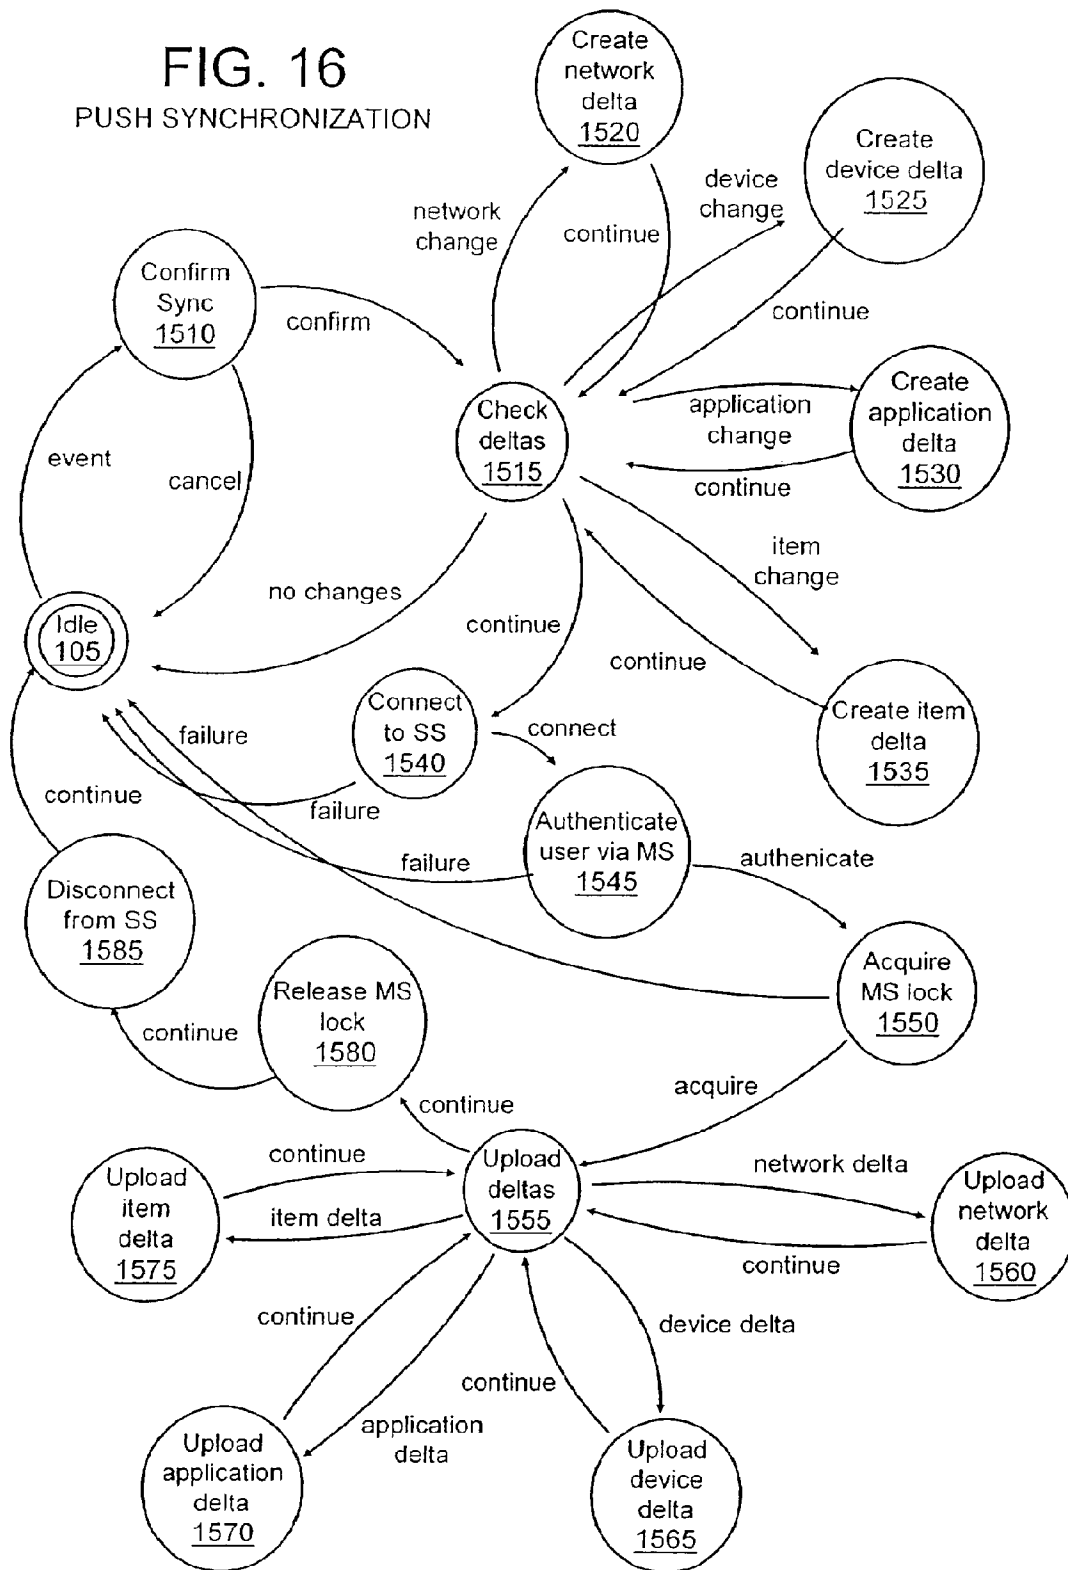 FIG. 16
PUSH SYNCHRONIZATION
Create
network
delta
1520
Create
device delta
1525
device
change
network
change
continue
continue
Confirm
Sync
1510
confirm
Check
deltas
1515
application
change
continue
Create
application
delta
1530
event
cancel
item
change
no changes
continue
continue
Idle
105
Connect
to SS
1540
connect
Create item
delta
1535
failure
failure
continue
failure
Authenticate
user via MS
1545
authenicate
Disconnect
from SS
1585
Release MS
lock
1580
Acquire
MS lock
1550
continue
acquire
continue
continue
Upload
item
delta
1575
item delta
Upload
deltas
1555
network delta
Upload
network
delta
1560
continue
continue
device delta
continue
application
delta
Upload
application
delta
1570
Upload
device
delta
1565